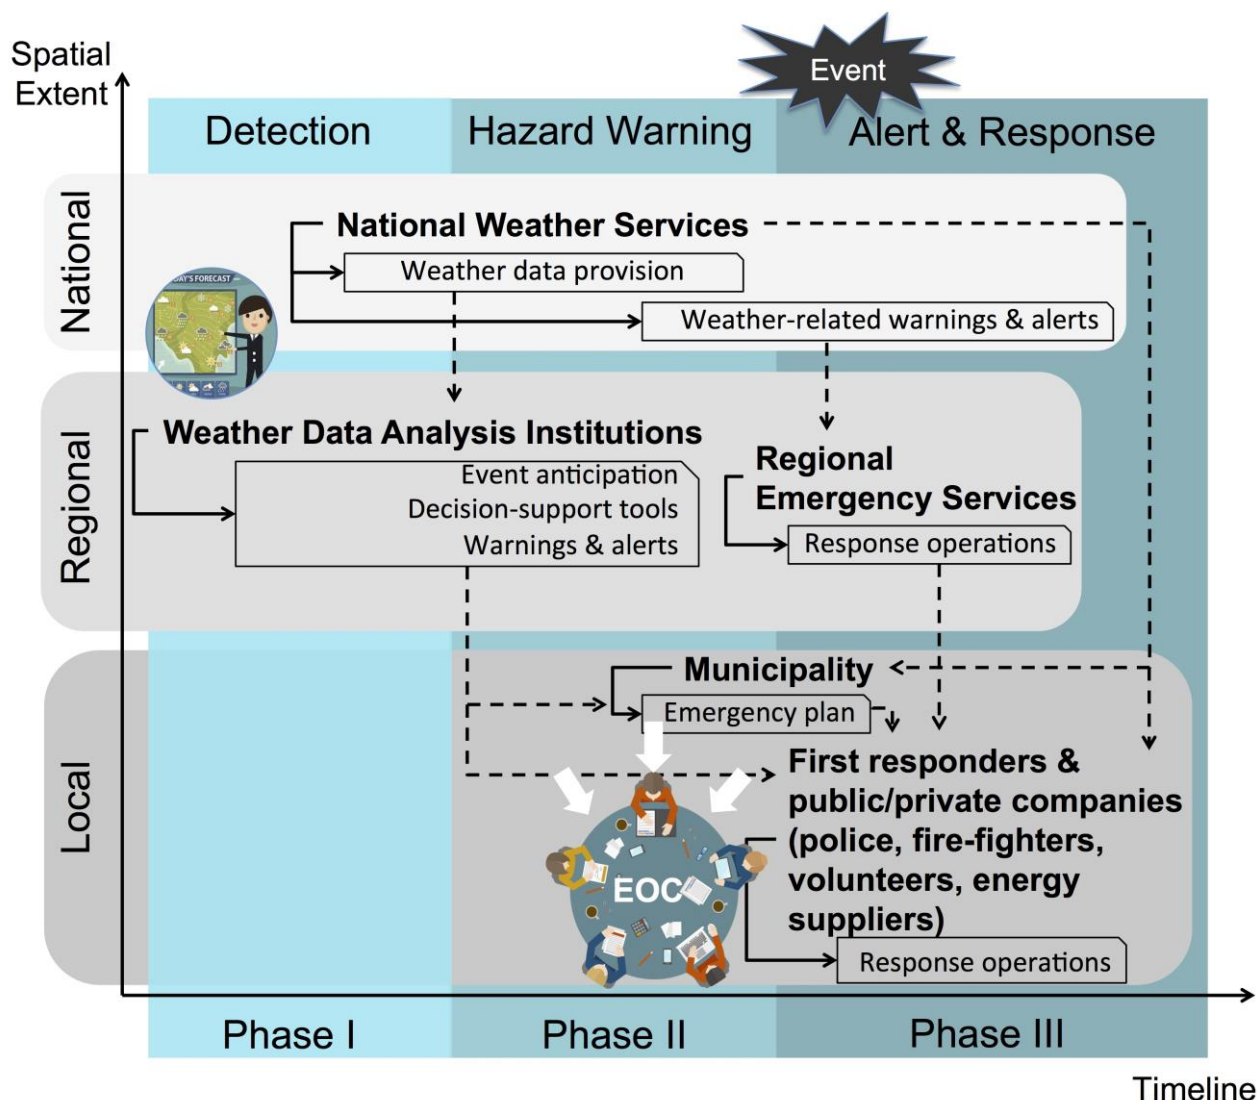 Spatial
Extent
Event
Detection
Hazard Warning
Alert & Response
National
National Weather Services
Weather data provision
DAY'S FORECAST
Weather-related warnings & alerts
Regional
Weather Data Analysis Institutions
Event anticipation
Decision-support tools
Warnings & alerts
Regional
Emergency Services
Response operations
Local
Municipality
Emergency plan
First responders &
public/private companies
(police, fire-fighters,
volunteers, energy
suppliers)
EOC
Response operations
Phase I
Phase II
Phase III
Timeline